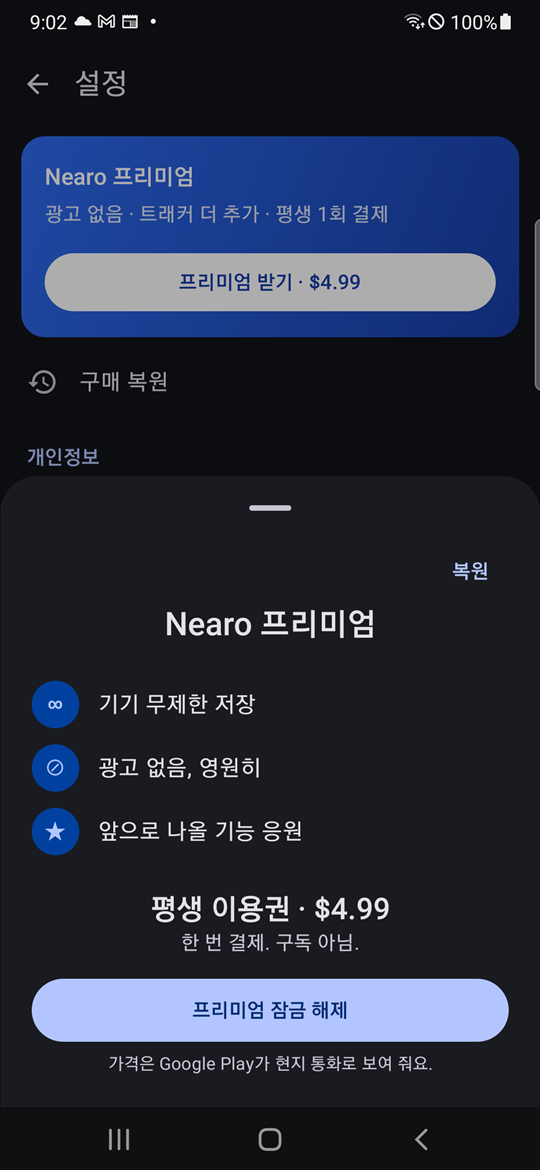 9:02
100%
설정
Nearo 프리미엄
광고 없음 · 트래커 더 추가 · 평생 1회 결제
프리미엄 받기 · $4.99
구매 복원
개인정보
복원
Nearo 프리미엄
기기 무제한 저장
광고 없음, 영원히
앞으로 나올 기능 응원
평생 이용권 · $4.99
한 번 결제. 구독 아님.
프리미엄 잠금 해제
가격은 Google Play가 현지 통화로 보여 줘요.